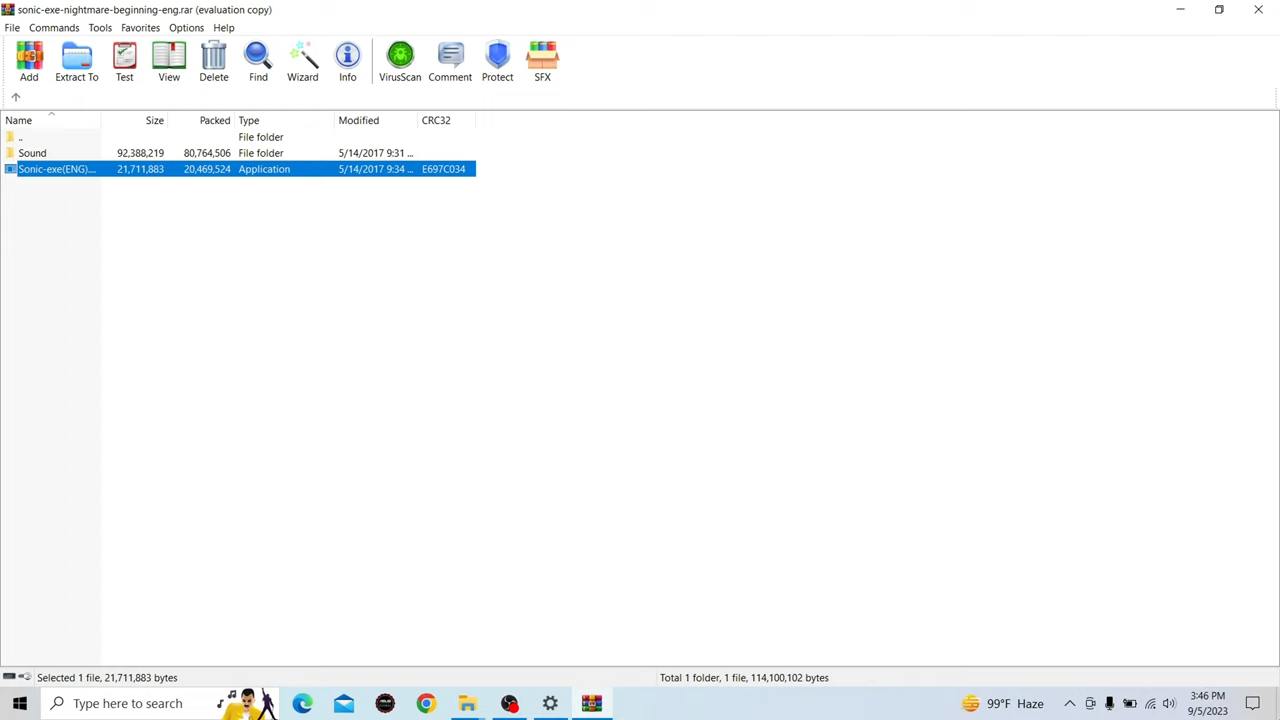 sonic-exe-nightmare-beginning-eng.rar (evaluation copy)
File Commands Tools Favorites Options Help
Add Extract To Test View Delete Find Wizard Info VirusScan Comment Protect SFX
Name Size Packed Type Modified CRC32
.. File folder
Sound 92,388,219 80,764,506 File folder 5/14/2017 9:31 ...
Sonic-exe(ENG).... 21,711,883 20,469,524 Application 5/14/2017 9:34 ... E697C034
Selected 1 file, 21,711,883 bytes Total 1 folder, 1 file, 114,100,102 bytes
Type here to search 99°F Haze 3:46 PM
9/5/2023